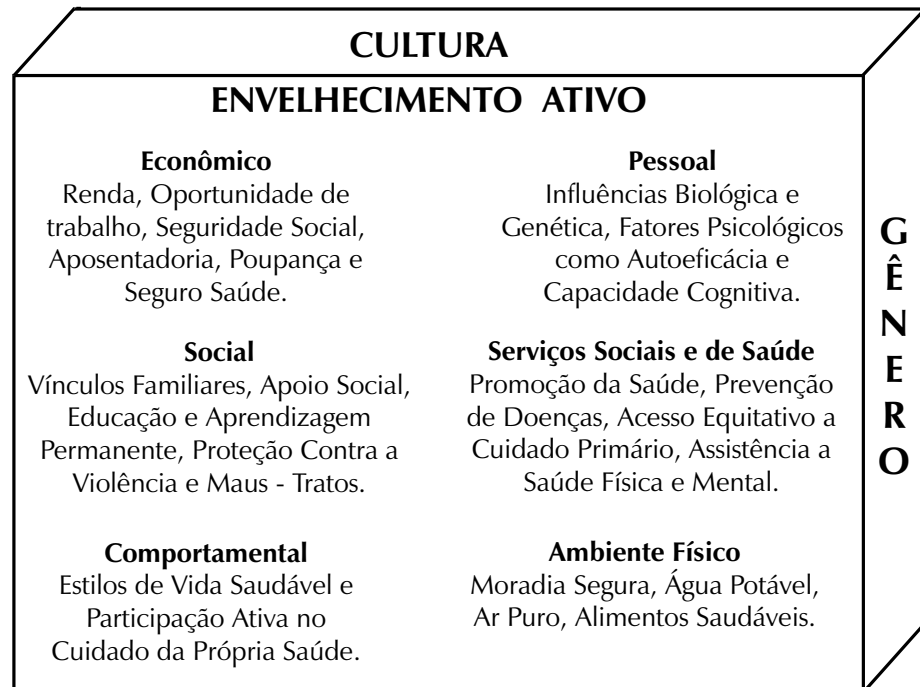 CULTURA
ENVELHECIMENTO ATIVO
Econômico
Renda, Oportunidade de
trabalho, Seguridade Social,
Aposentadoria, Poupança e
Seguro Saúde.
Pessoal
Influências Biológica e
Genética, Fatores Psicológicos
como Autoeficácia e
Capacidade Cognitiva.
Social
Vínculos Familiares, Apoio Social,
Educação e Aprendizagem
Permanente, Proteção Contra a
Violência e Maus - Tratos.
Serviços Sociais e de Saúde
Promoção da Saúde, Prevenção
de Doenças, Acesso Equitativo a
Cuidado Primário, Assistência a
Saúde Física e Mental.
Comportamental
Estilos de Vida Saudável e
Participação Ativa no
Cuidado da Própria Saúde.
Ambiente Físico
Moradia Segura, Água Potável,
Ar Puro, Alimentos Saudáveis.
GÊNERO